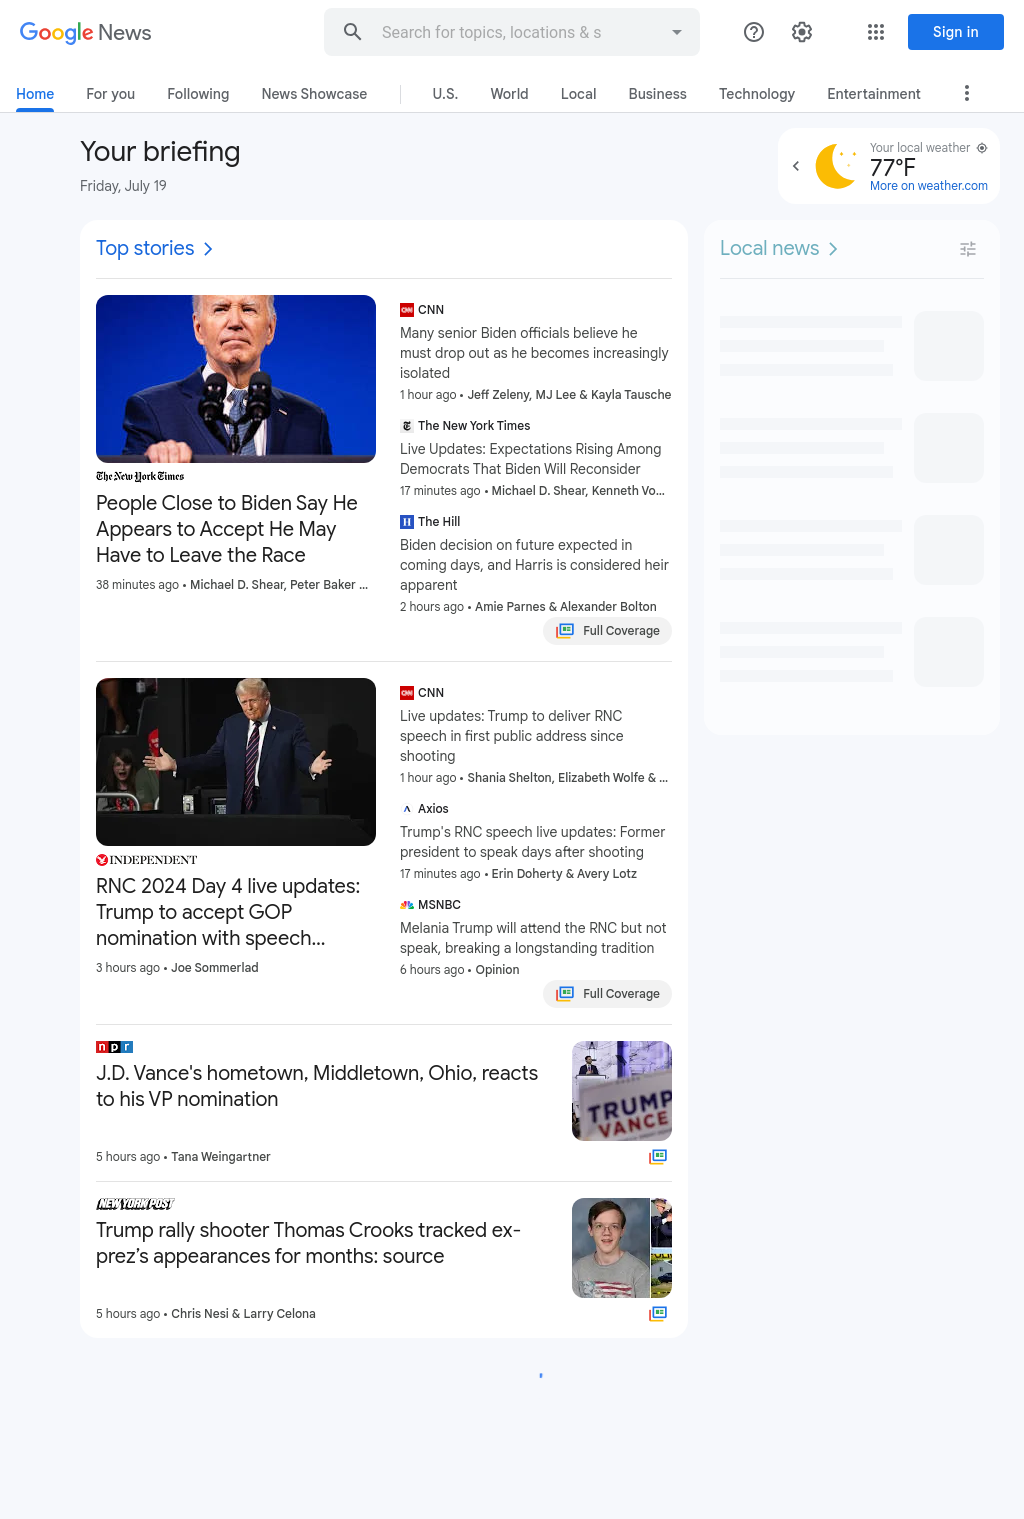 Google News
Search for topics, locations & s
Sign in
Home
For you
Following
News Showcase
U.S.
World
Local
Business
Technology
Entertainment
Your briefing
Friday, July 19
Your local weather
77°F
More on weather.com
Top stories
The New York Times
People Close to Biden Say He
Appears to Accept He May
Have to Leave the Race
38 minutes ago • Michael D. Shear, Peter Baker ...
CNN
Many senior Biden officials believe he
must drop out as he becomes increasingly
isolated
1 hour ago • Jeff Zeleny, MJ Lee & Kayla Tausche
The New York Times
Live Updates: Expectations Rising Among
Democrats That Biden Will Reconsider
17 minutes ago • Michael D. Shear, Kenneth Vo...
H The Hill
Biden decision on future expected in
coming days, and Harris is considered heir
apparent
2 hours ago • Amie Parnes & Alexander Bolton
Full Coverage
INDEPENDENT
RNC 2024 Day 4 live updates:
Trump to accept GOP
nomination with speech...
3 hours ago • Joe Sommerlad
CNN
Live updates: Trump to deliver RNC
speech in first public address since
shooting
1 hour ago • Shania Shelton, Elizabeth Wolfe & ...
Axios
Trump's RNC speech live updates: Former
president to speak days after shooting
17 minutes ago • Erin Doherty & Avery Lotz
MSNBC
Melania Trump will attend the RNC but not
speak, breaking a longstanding tradition
6 hours ago • Opinion
Full Coverage
npr
J.D. Vance's hometown, Middletown, Ohio, reacts
to his VP nomination
5 hours ago • Tana Weingartner
TRUMP
VANCE
NEW YORK POST
Trump rally shooter Thomas Crooks tracked ex-
prez’s appearances for months: source
5 hours ago • Chris Nesi & Larry Celona
Local news